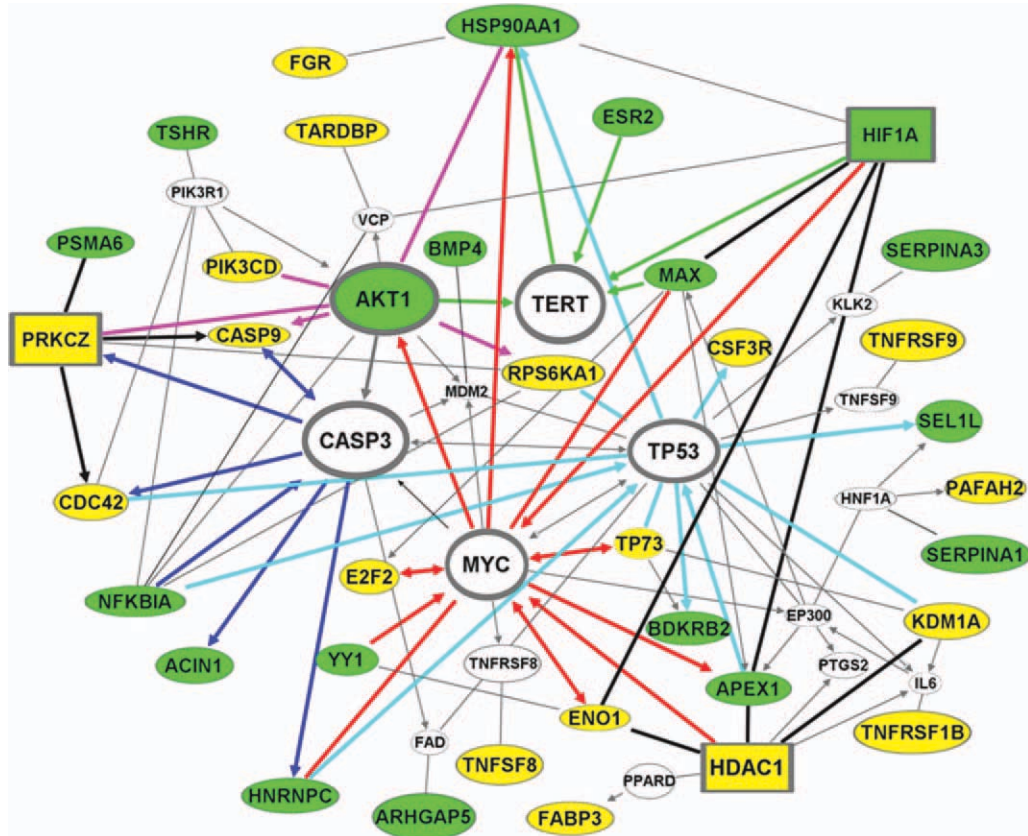 HSP90AA1
FGR
TARDBP
ESR2
TSHR
HIF1A
PIK3R1
VCP
PSMA6
BMP4
SERPINA3
PIK3CD
MAX
AKT1
TERT
KLK2
PRKCZ
CASP9
CSF3R
TNFRSF9
RPS6KA1
MDM2
TNFSF9
SEL1L
CASP3
TP53
CDC42
HNF1A
PAFAH2
TP73
SERPINA1
MYC
E2F2
NFKBIA
EP300
KDM1A
BDKRB2
ACIN1
YY1
TNFRSF8
PTGS2
IL6
APEX1
ENO1
TNFRSF1B
FAD
TNFSF8
HDAC1
PPARD
HNRNPC
ARHGAP5
FABP3